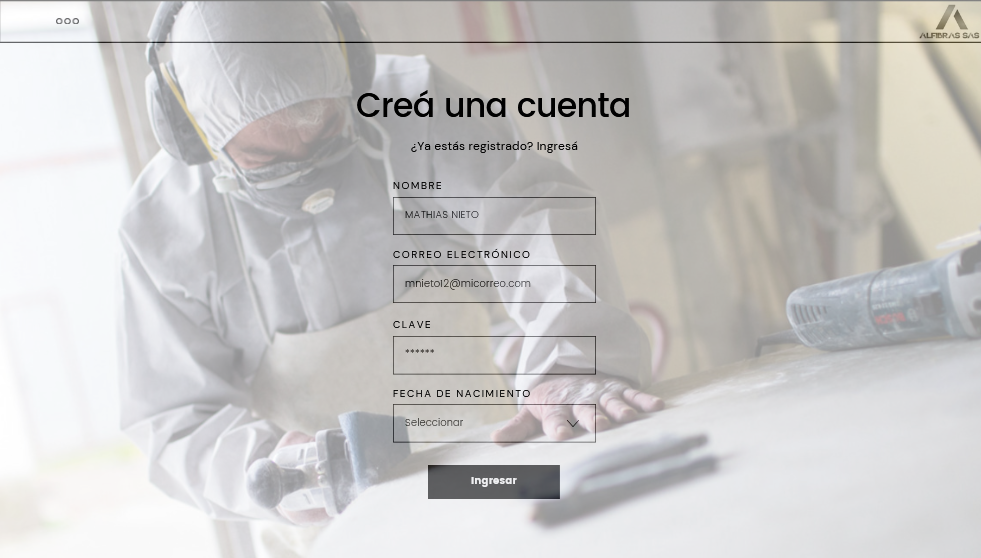 ALFIBRAS SAS
Creá una cuenta
¿Ya estás registrado? Ingresá
NOMBRE
MATHIAS NIETO
CORREO ELECTRÓNICO
mnieto12@micorreo.com
CLAVE
******
FECHA DE NACIMIENTO
Seleccionar
Ingresar